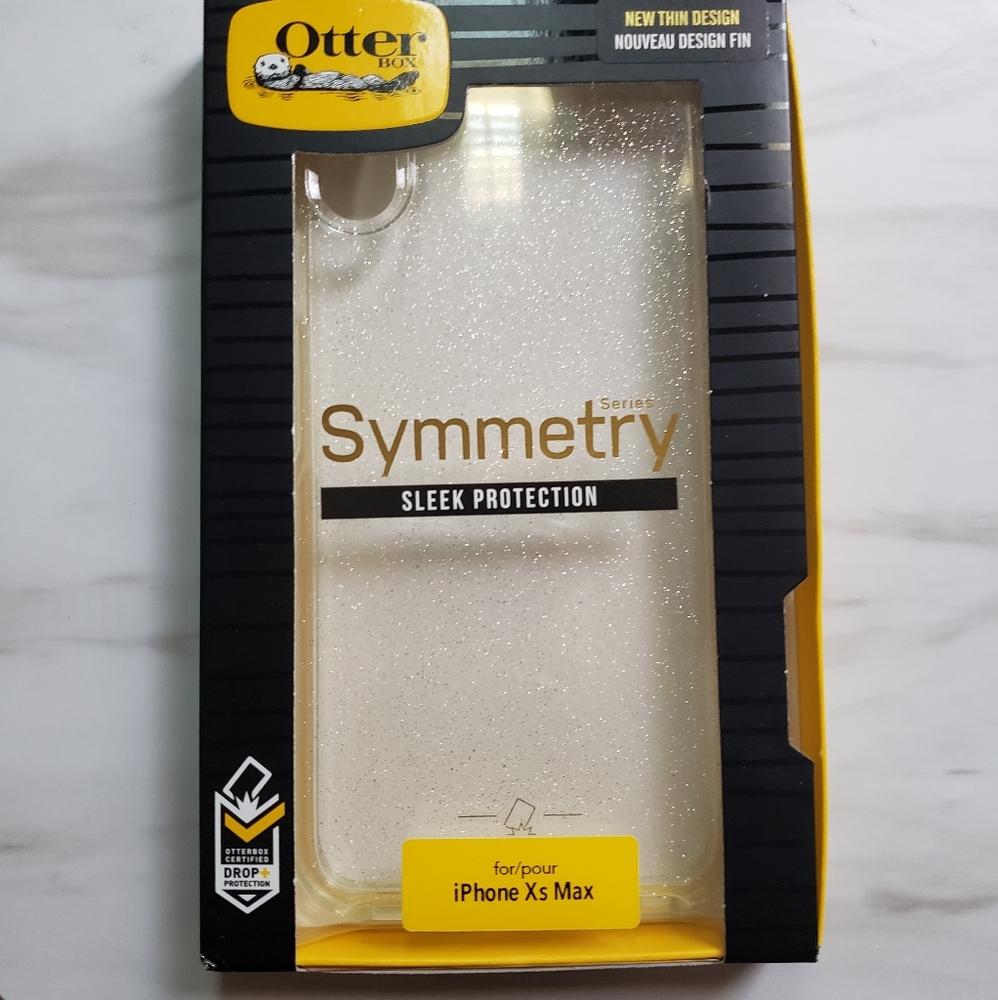 Otter
BOX
NEW THIN DESIGN
NOUVEAU DESIGN FIN
Symmetry
Series
SLEEK PROTECTION
OTTERBOX
CERTIFIED
DROP+
PROTECTION
for/pour
iPhone Xs Max